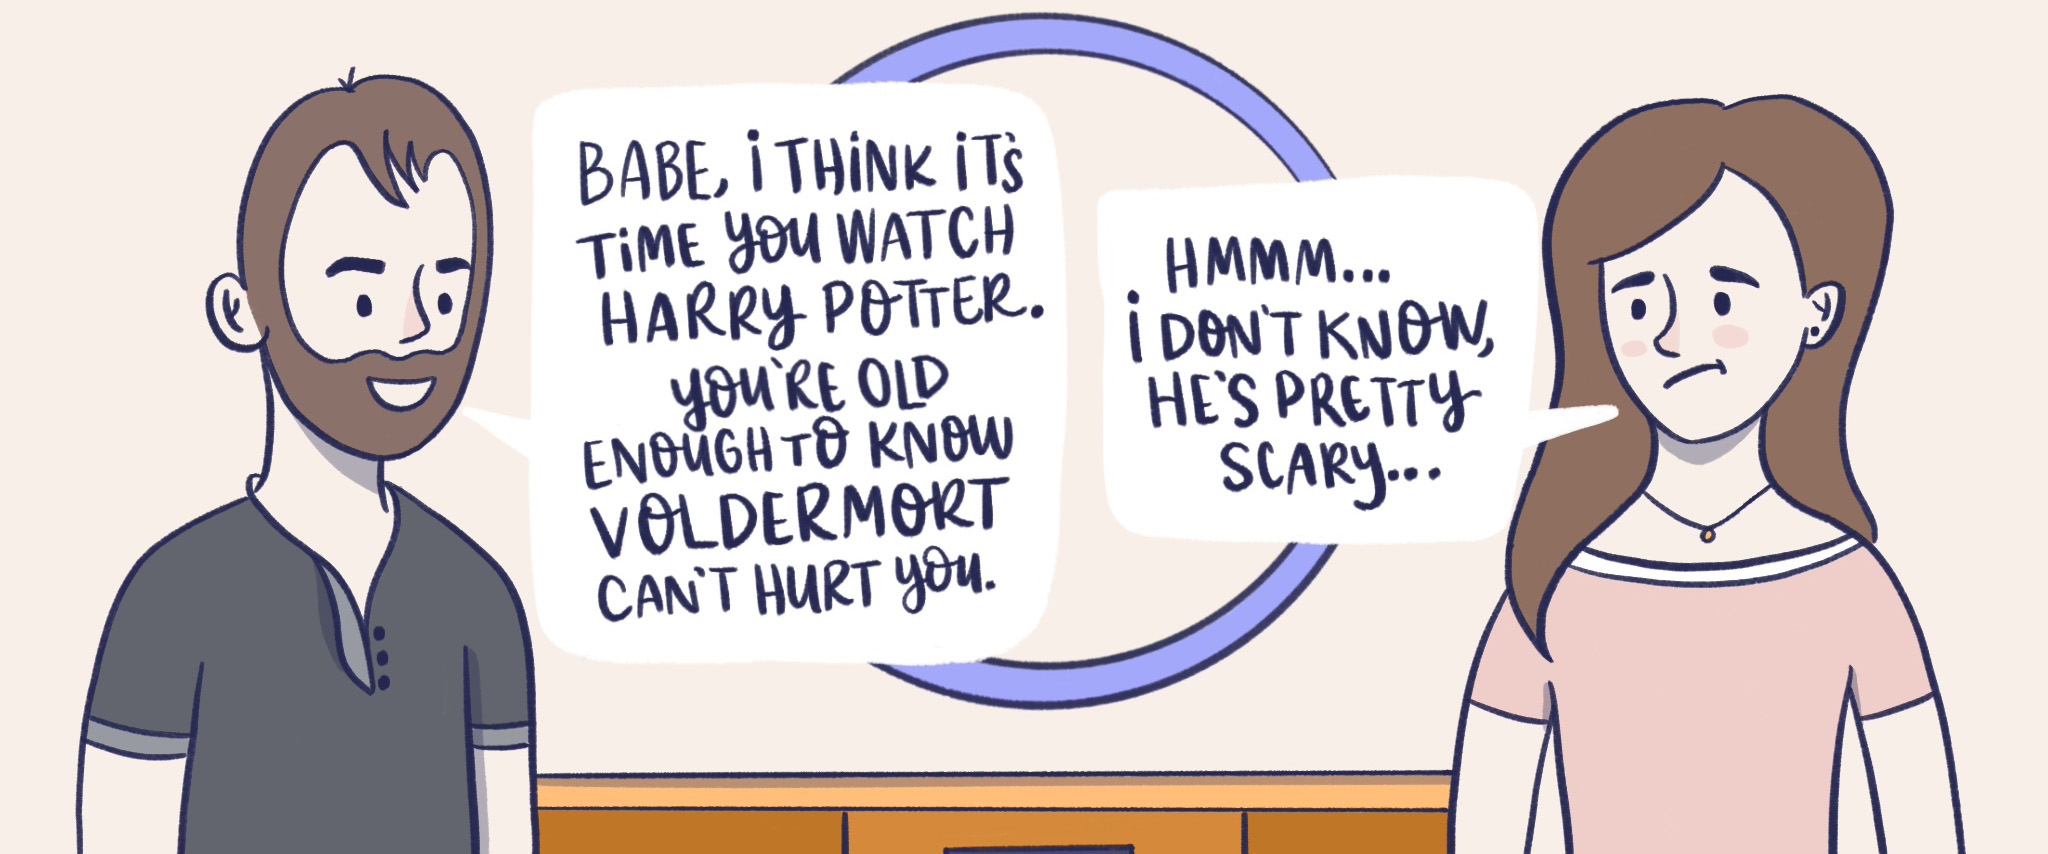 BABE, i THiNK iT's
TiME YOU WATCH
HARRY POTTER.
YOU'RE OLD
ENOUGH TO KNOW
VOLDERMORT
CAN'T HURT YOU.
HMMM...
i DON'T KNOW,
HE'S PRETTY
SCARY...